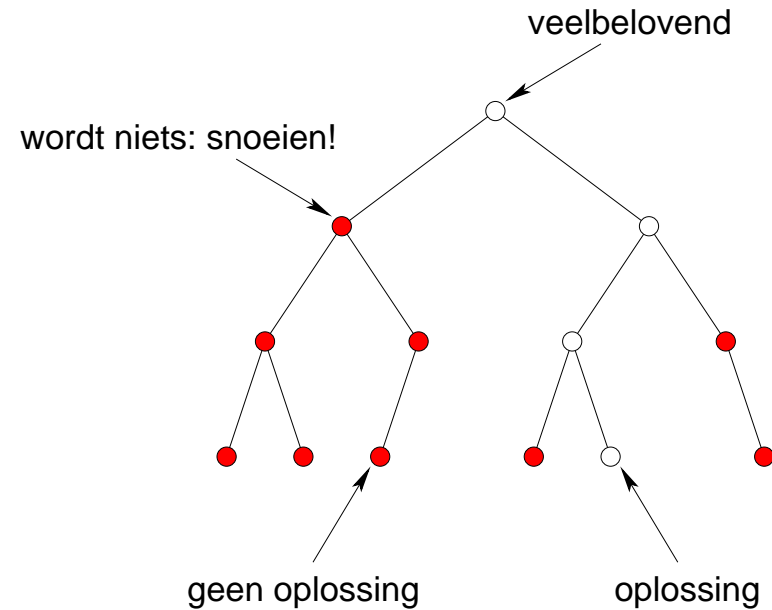 veelbelovend
wordt niets: snoeien!
geen oplossing
oplossing